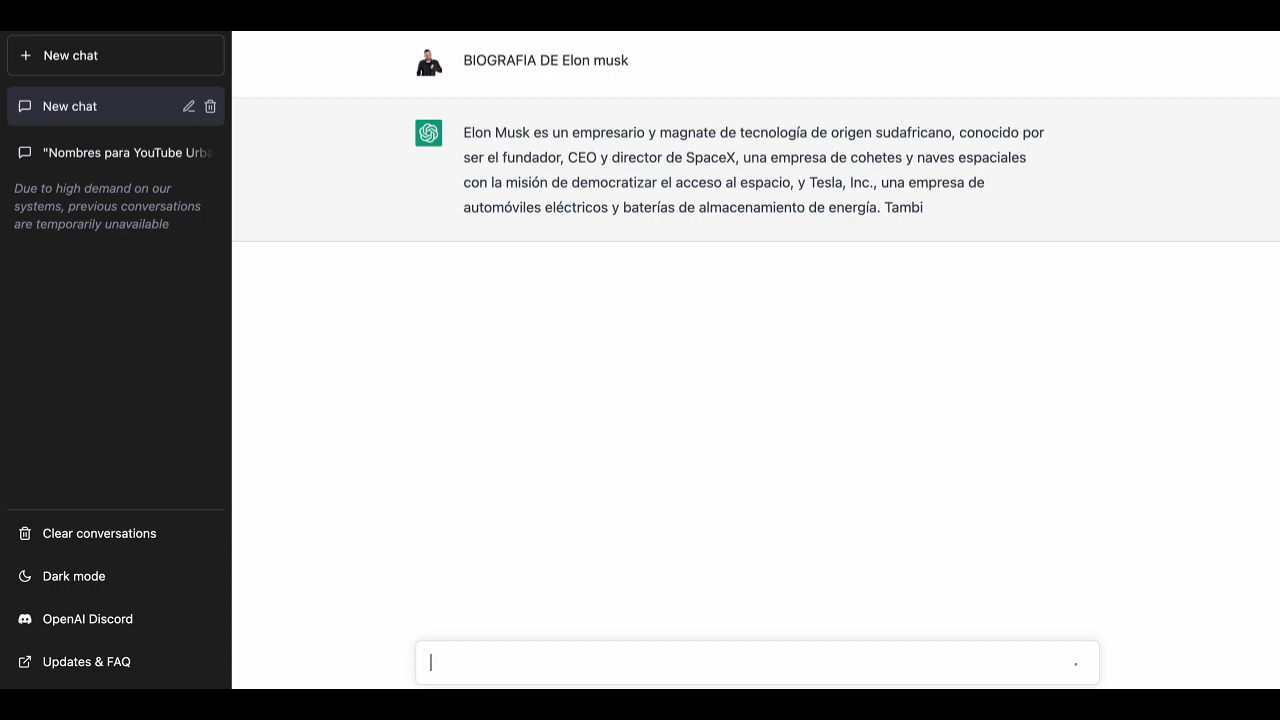 New chat
New chat
"Nombres para YouTube Urba
Due to high demand on our
systems, previous conversations
are temporarily unavailable
Clear conversations
Dark mode
OpenAI Discord
Updates & FAQ
BIOGRAFIA DE Elon musk
Elon Musk es un empresario y magnate de tecnología de origen sudafricano, conocido por
ser el fundador, CEO y director de SpaceX, una empresa de cohetes y naves espaciales
con la misión de democratizar el acceso al espacio, y Tesla, Inc., una empresa de
automóviles eléctricos y baterías de almacenamiento de energía. Tambi